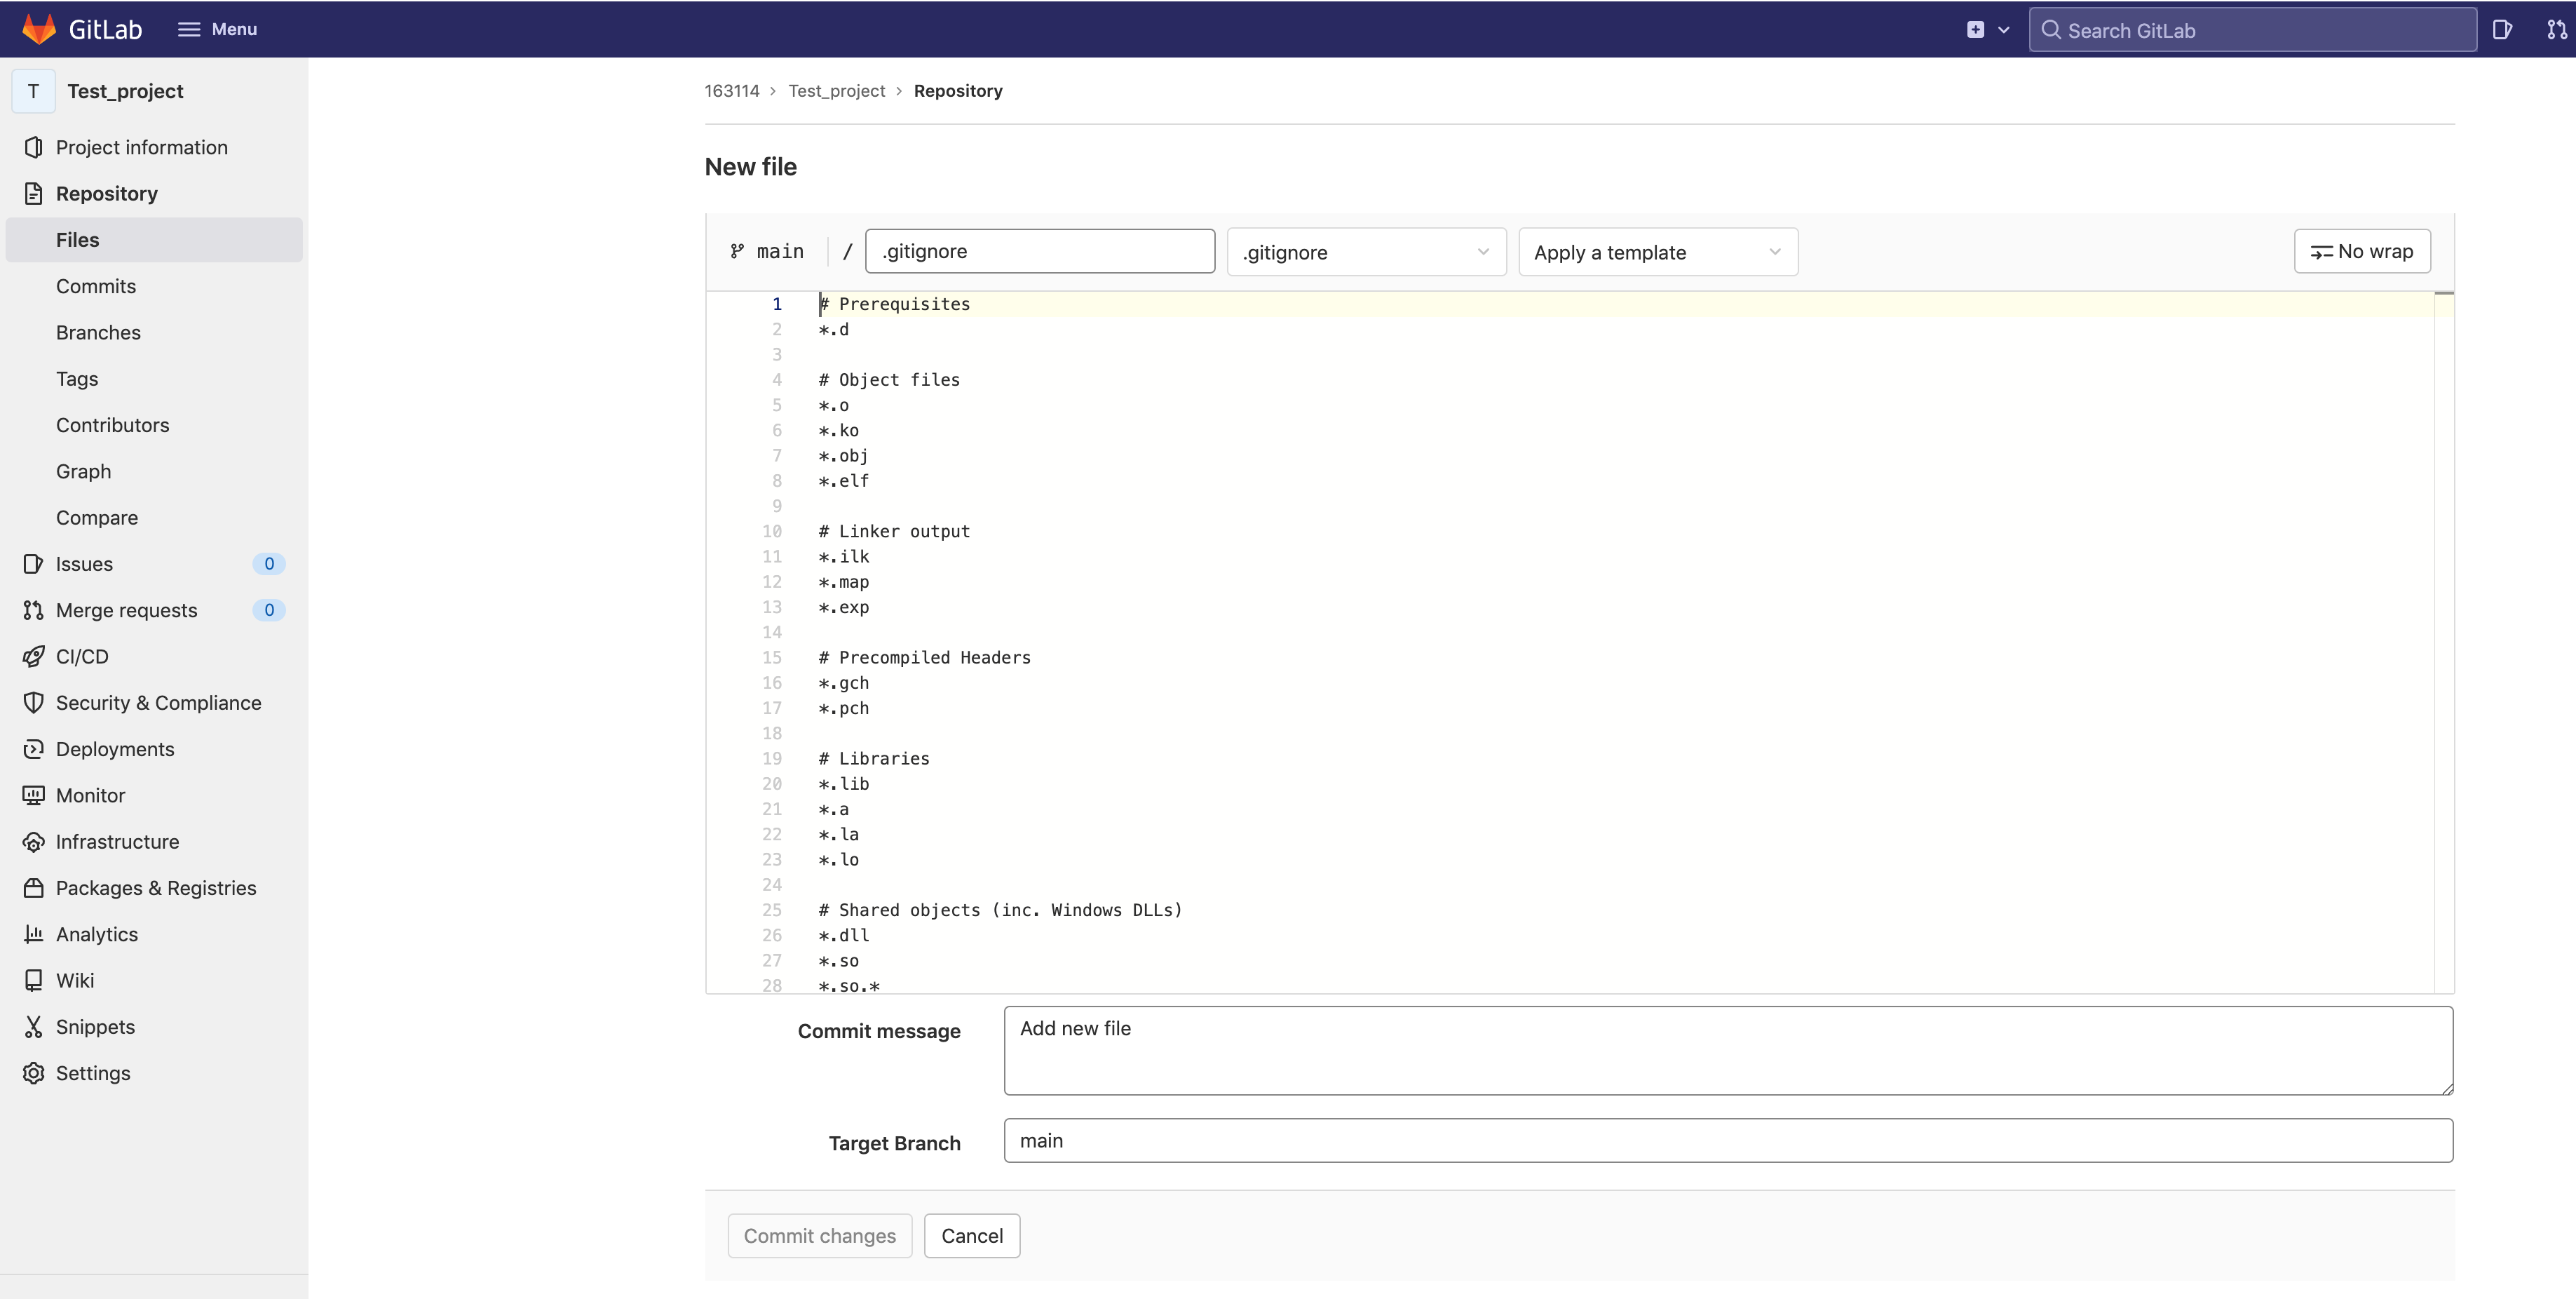 GitLab
Menu
Search GitLab
T
Test_project
Project information
Repository
Files
Commits
Branches
Tags
Contributors
Graph
Compare
Issues 0
Merge requests 0
CI/CD
Security & Compliance
Deployments
Monitor
Infrastructure
Packages & Registries
Analytics
Wiki
Snippets
Settings
163114 > Test_project > Repository
New file
main / .gitignore .gitignore Apply a template No wrap
1 # Prerequisites
2 *.d
3
4 # Object files
5 *.o
6 *.ko
7 *.obj
8 *.elf
9
10 # Linker output
11 *.ilk
12 *.map
13 *.exp
14
15 # Precompiled Headers
16 *.gch
17 *.pch
18
19 # Libraries
20 *.lib
21 *.a
22 *.la
23 *.lo
24
25 # Shared objects (inc. Windows DLLs)
26 *.dll
27 *.so
28 *.so.*
Commit message
Add new file
Target Branch
main
Commit changes Cancel